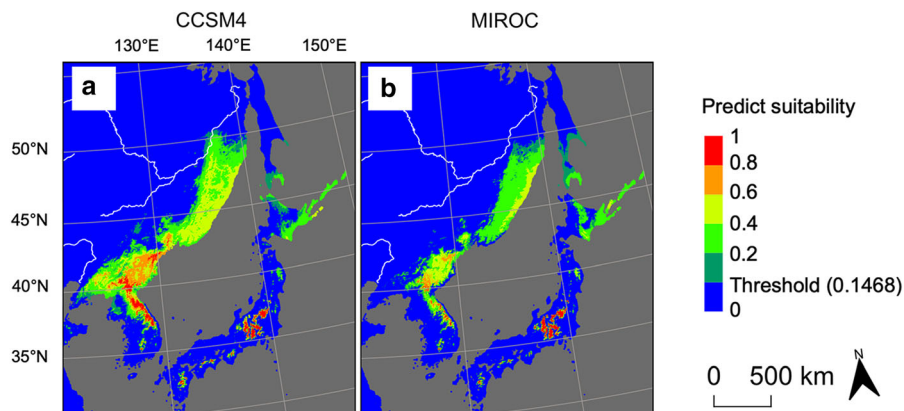 CCSM4
MIROC
130°E 140°E 150°E
a
b
50°N
45°N
40°N
35°N
Predict suitability
1
0.8
0.6
0.4
0.2
Threshold (0.1468)
0
N
0 500 km